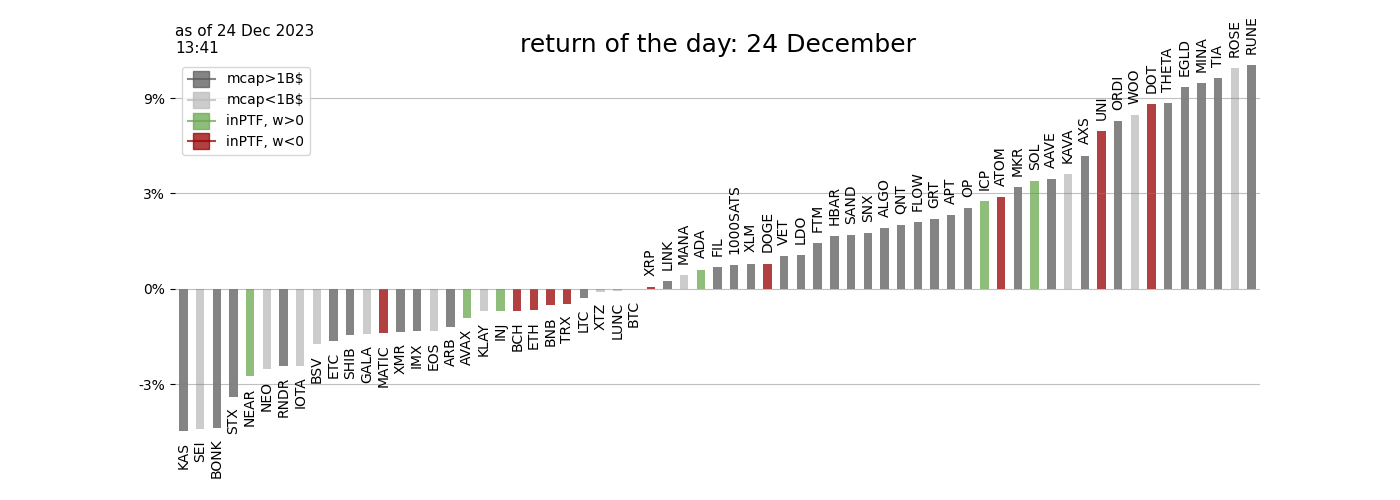 as of 24 Dec 2023
13:41
return of the day: 24 December
mcap>1B$
mcap<1B$
inPTF, w>0
inPTF, w<0
9%
3%
0%
-3%
KAS
SEI
BONK
STX
NEAR
NEO
RNDR
IOTA
BSV
ETC
SHIB
GALA
MATIC
XMR
IMX
EOS
ARB
AVAX
KLAY
INJ
BCH
ETH
BNB
TRX
LTC
XTZ
LUNC
BTC
XRP
LINK
MANA
ADA
FIL
1000SATS
XLM
DOGE
VET
LDO
FTM
HBAR
SAND
SNX
ALGO
QNT
FLOW
GRT
APT
OP
ICP
ATOM
MKR
SOL
AAVE
KAVA
AXS
UNI
ORDI
WOO
DOT
THETA
EGLD
MINA
TIA
ROSE
RUNE